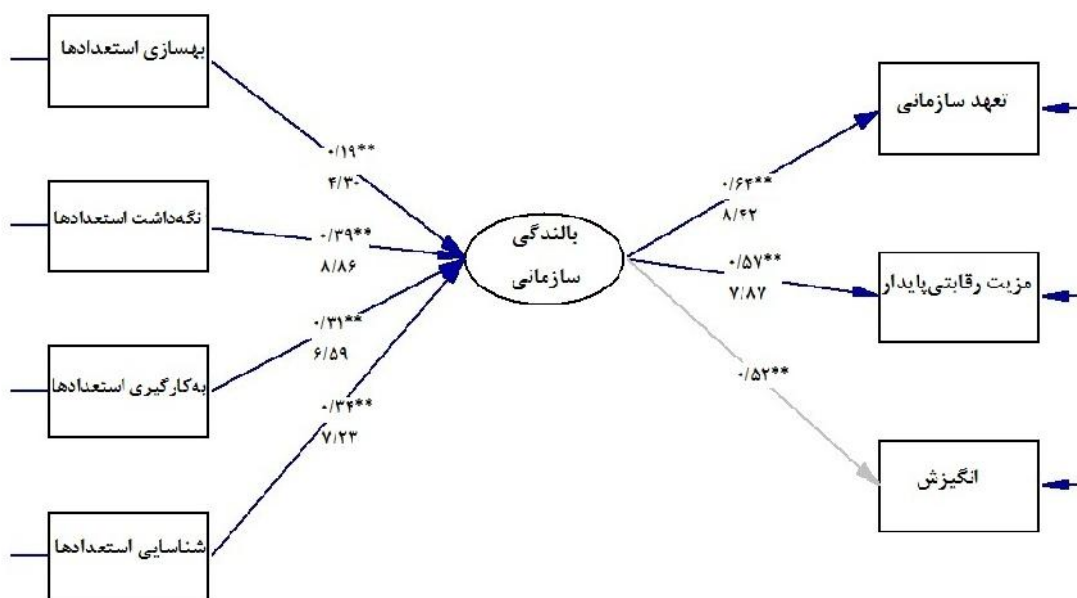 بهسازی استعدادها
تعهد سازمانی
۰/۱۹**
۴/۳۰
۰/۶۴**
۸/۶۲
نگه‌داشت استعدادها
۰/۳۹**
۸/۸۶
بالندگی
سازمانی
۰/۵۷**
۷/۸۷
مزیت رقابتی‌پایدار
به‌کارگیری استعدادها
۰/۳۱**
۶/۵۹
۰/۵۲**
۰/۳۴**
۷/۲۳
انگیزش
شناسایی استعدادها